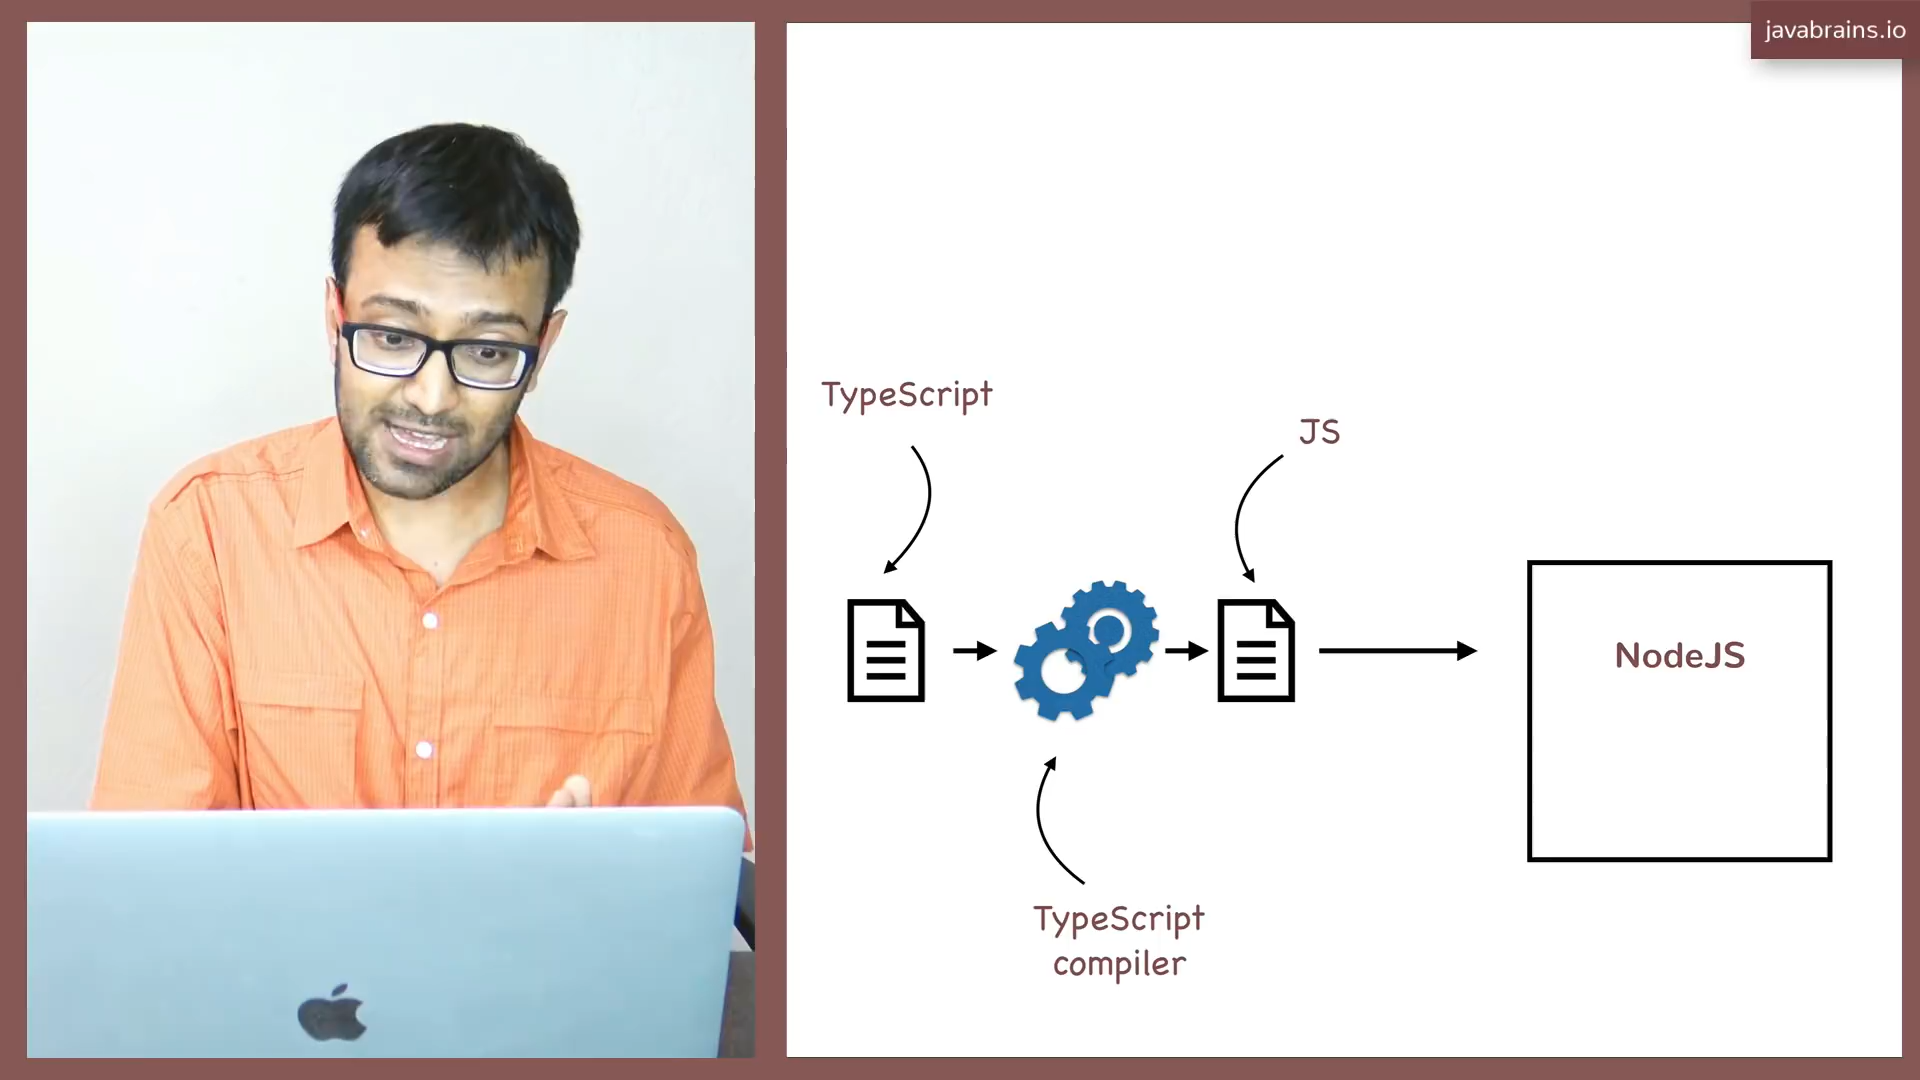 javabrains.io
TypeScript
JS
NodeJS
TypeScript
compiler